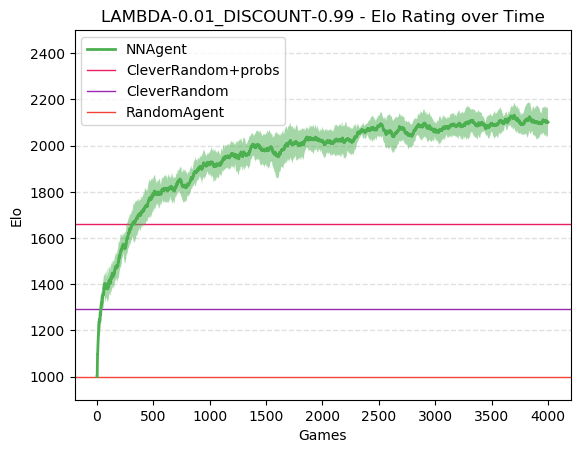 LAMBDA-0.01_DISCOUNT-0.99 - Elo Rating over Time
NNAgent
CleverRandom+probs
CleverRandom
RandomAgent
Elo
2400
2200
2000
1800
1600
1400
1200
1000
0 500 1000 1500 2000 2500 3000 3500 4000
Games